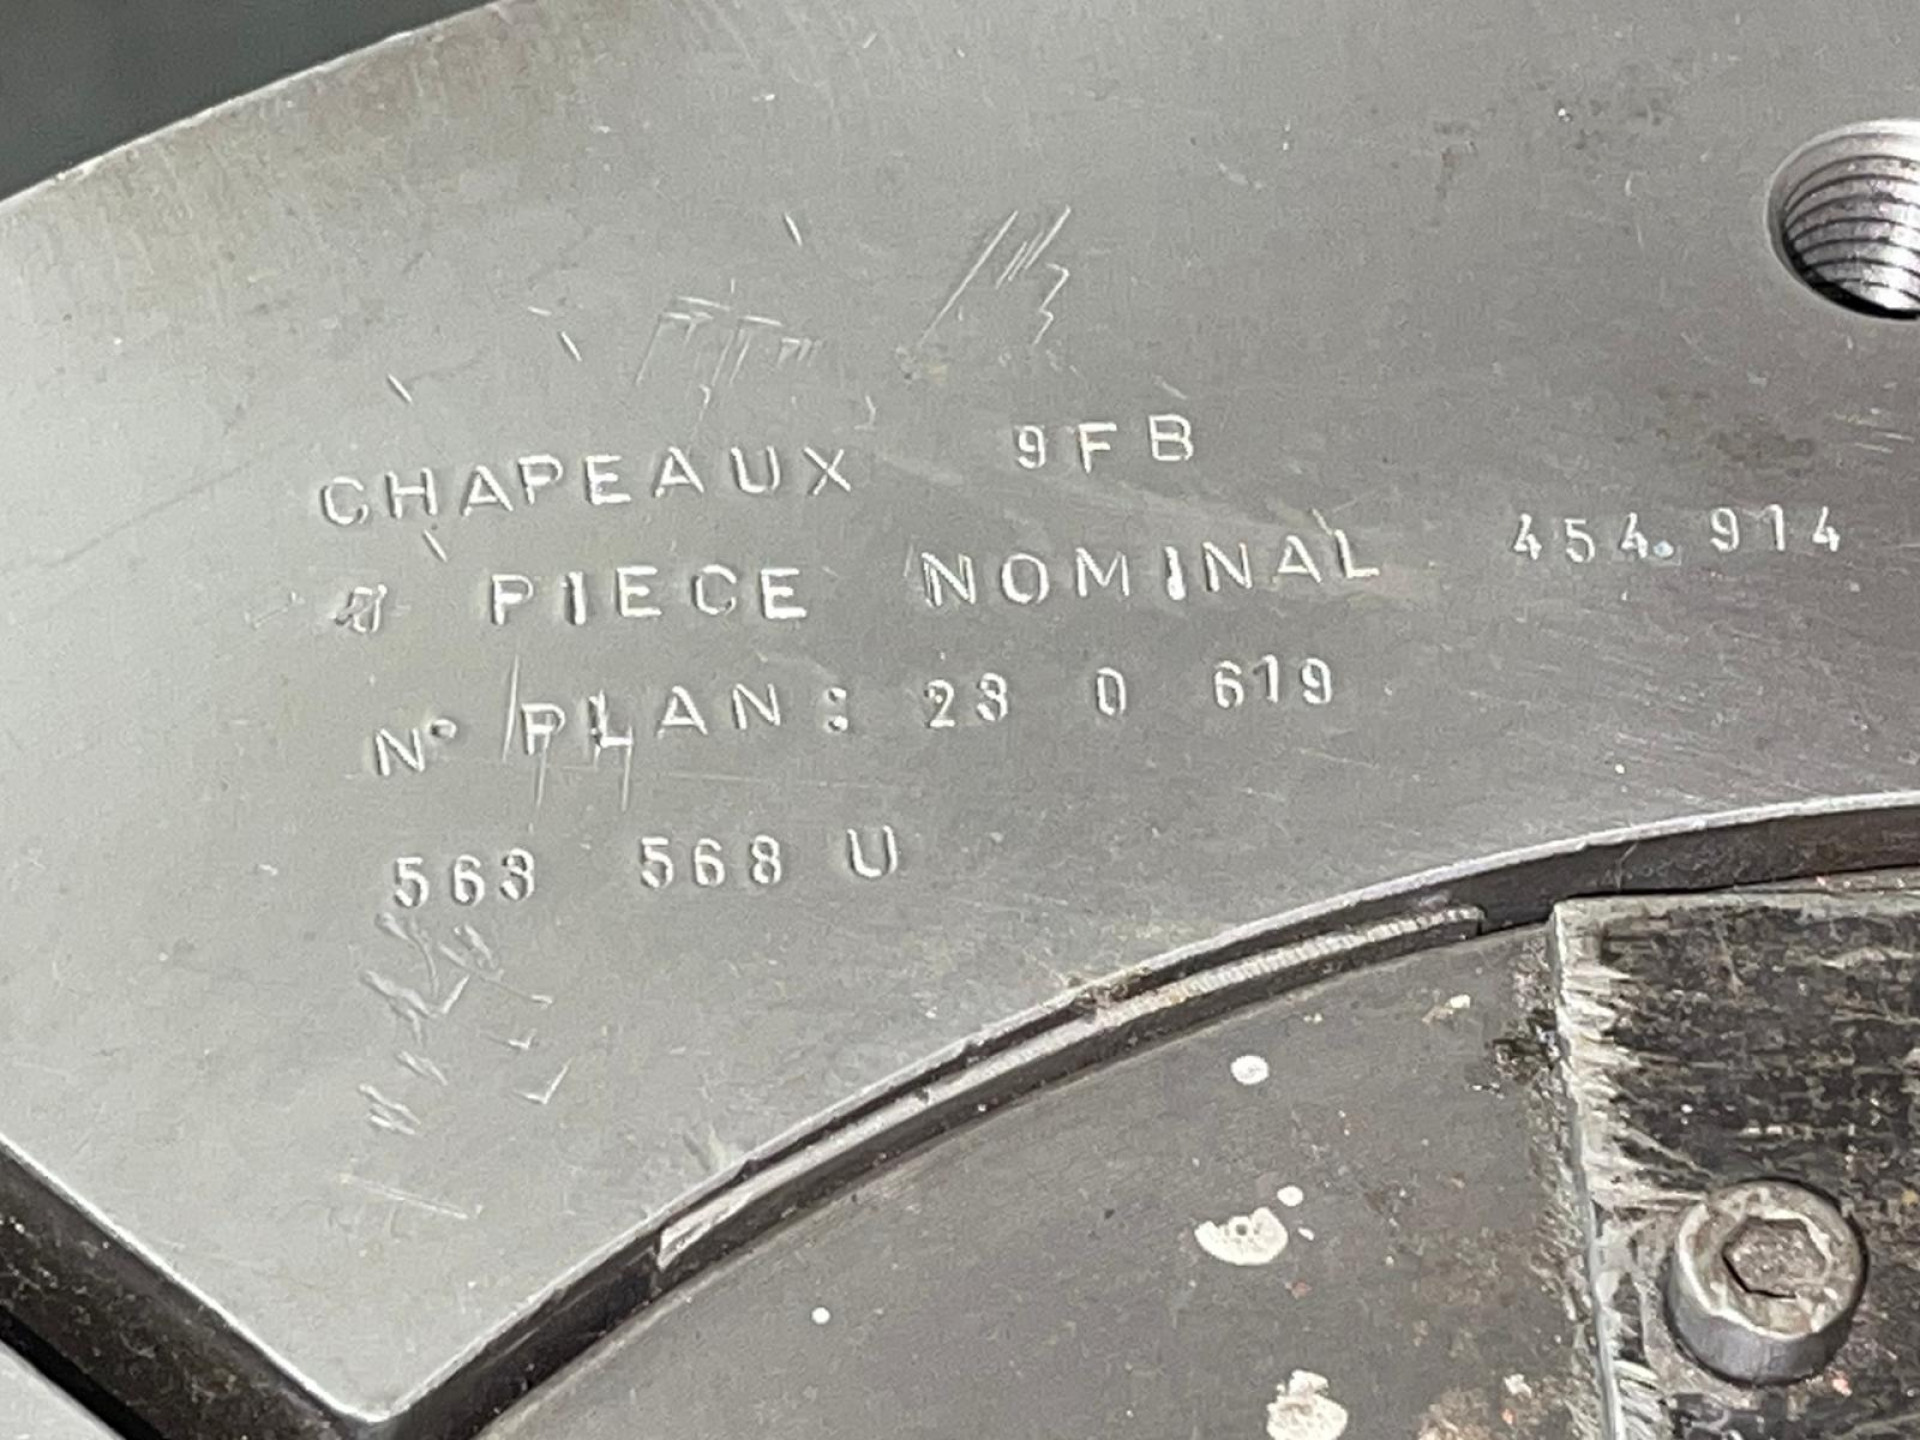 CHAPEAUX 9FB
PIECE NOMINAL 454.914
N° PLAN: 23 0 619
563 568 U